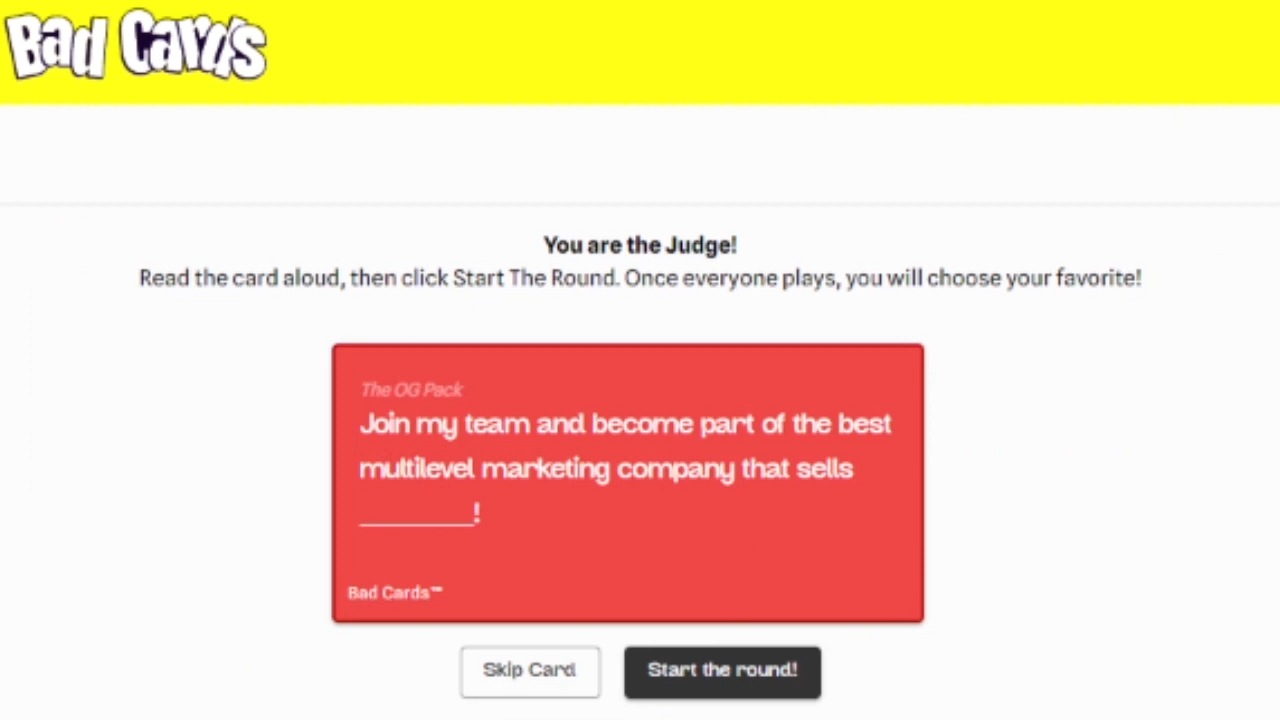 Bad Cards
You are the Judge!
Read the card aloud, then click Start The Round. Once everyone plays, you will choose your favorite!
The OG Pack
Join my team and become part of the best
multilevel marketing company that sells
________!
Bad Cards™
Skip Card
Start the round!